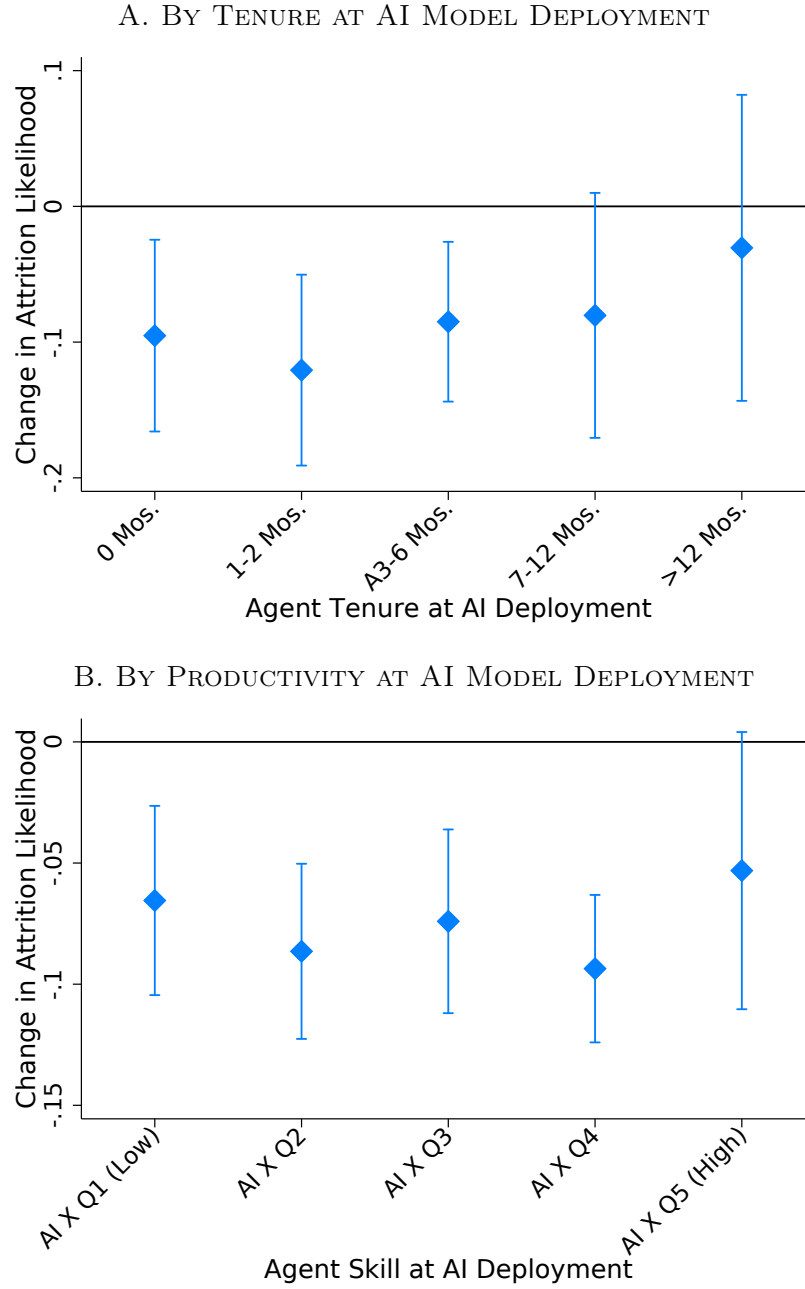 A. By Tenure at AI Model Deployment
Change in Attrition Likelihood
.1
0
-.1
-.2
0 Mos.
1-2 Mos.
A3-6 Mos.
7-12 Mos.
>12 Mos.
Agent Tenure at AI Deployment
B. By Productivity at AI Model Deployment
Change in Attrition Likelihood
0
-.05
-.1
-.15
AI X Q1 (Low)
AI X Q2
AI X Q3
AI X Q4
AI X Q5 (High)
Agent Skill at AI Deployment